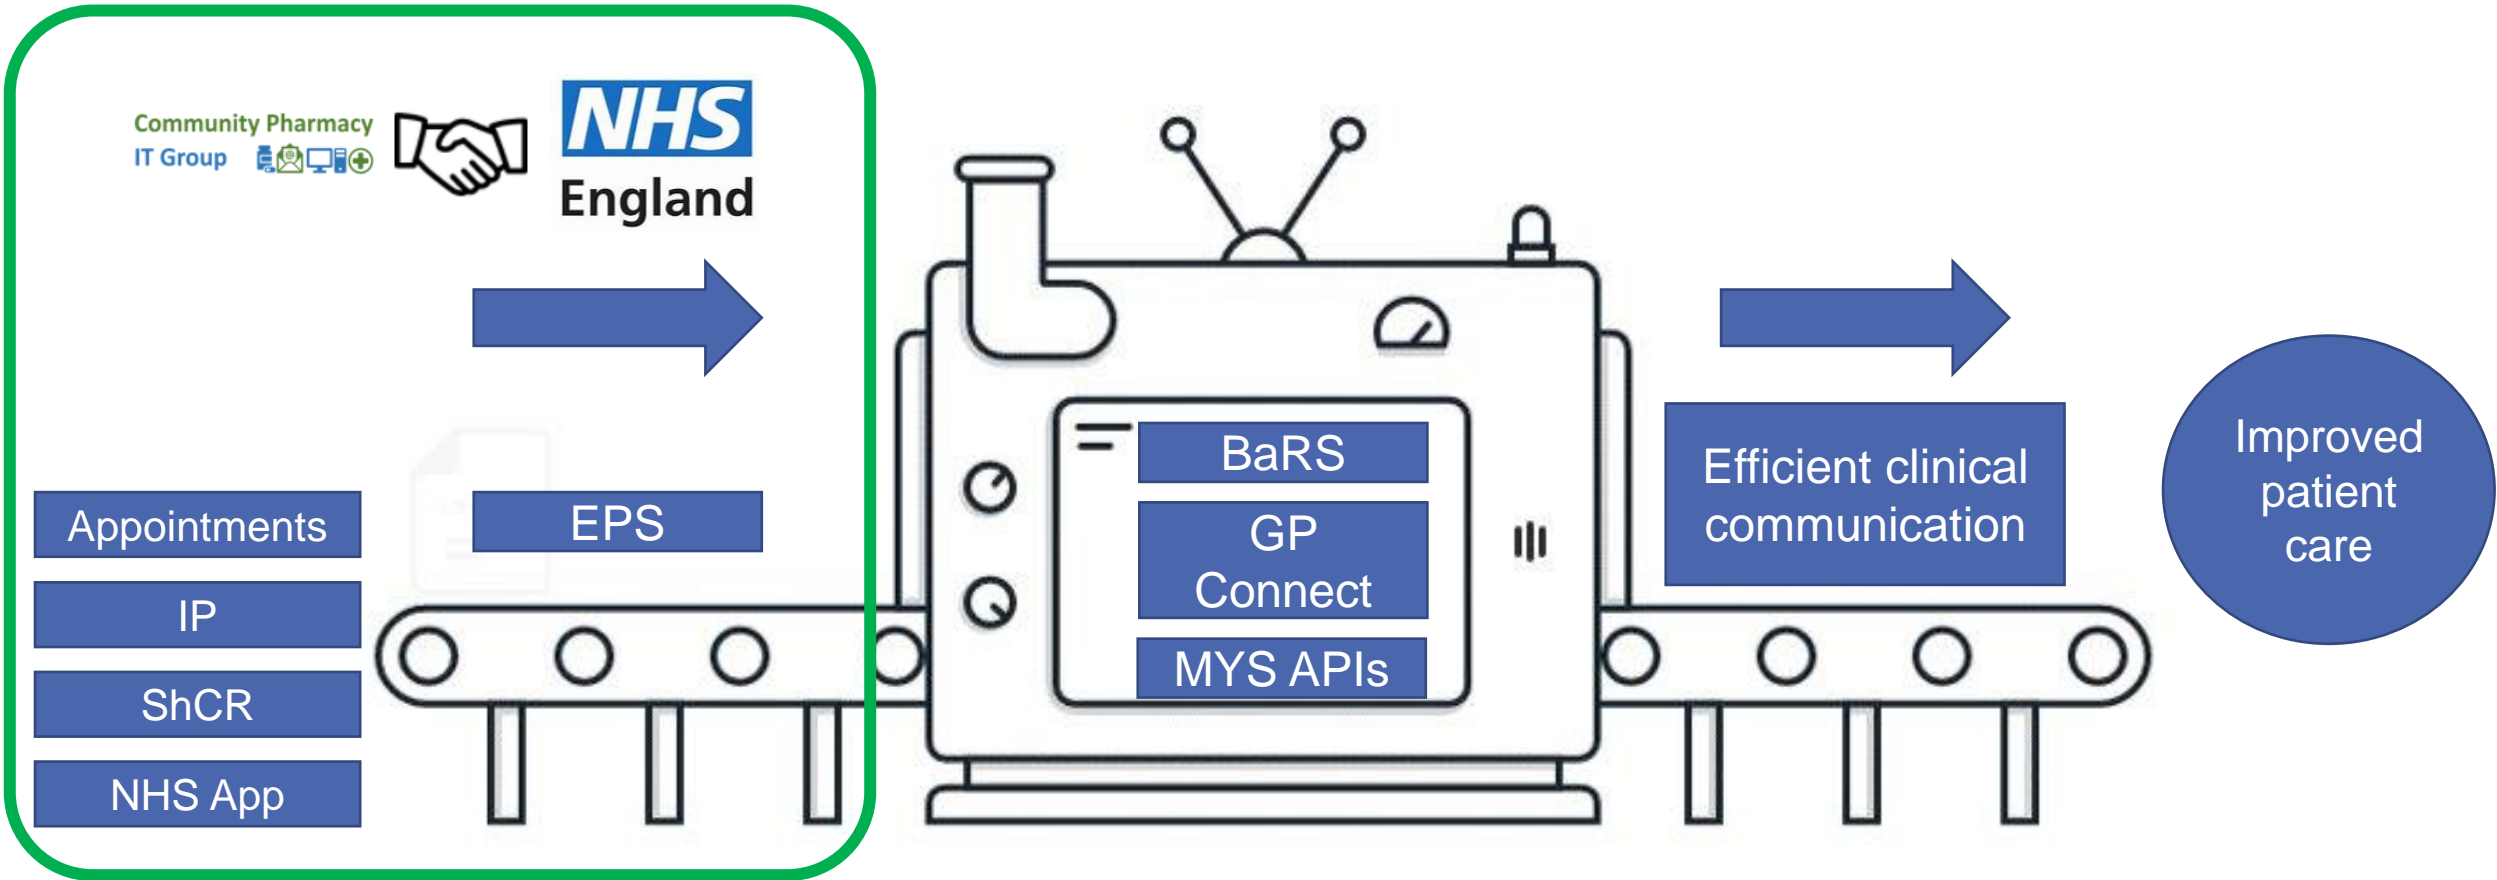 Community Pharmacy
IT Group
NHS
England
Appointments
IP
ShCR
NHS App
EPS
BaRS
GP
Connect
MYS APIs
Efficient clinical
communication
Improved
patient
care